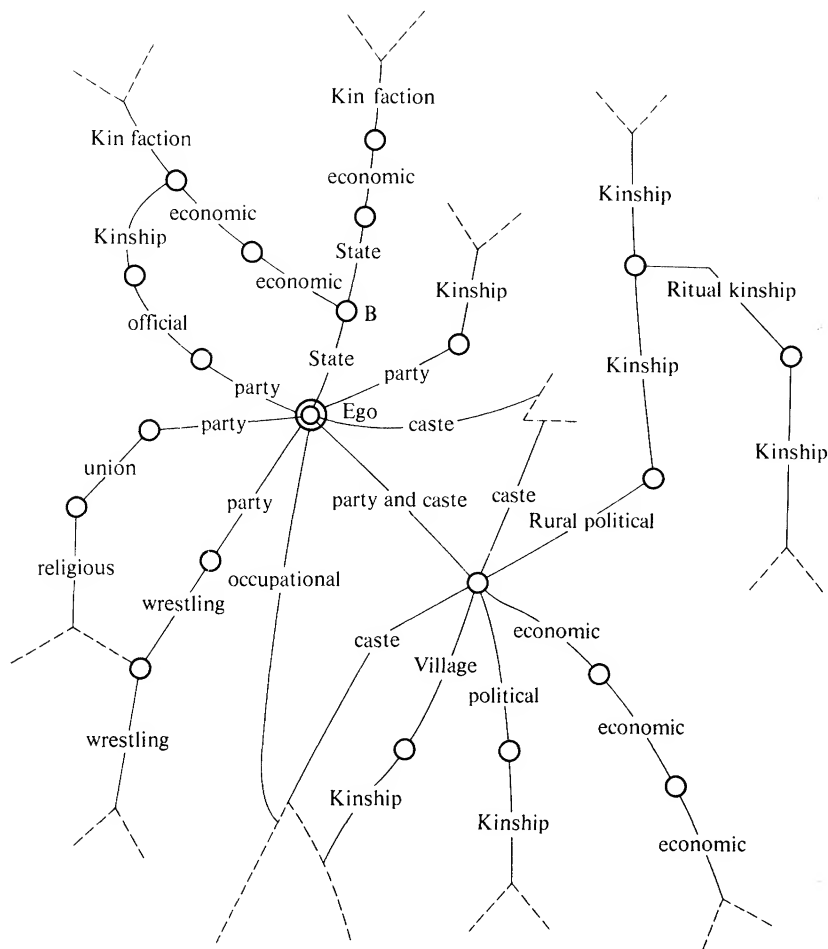 Kin faction
Kin faction
economic
Kinship
economic
Kinship
State
economic
Kinship
Ritual kinship
official
B
State
Kinship
party
party
Ego
party
caste
Kinship
union
party
party and caste
caste
Rural political
religious
occupational
wrestling
caste
economic
Village
political
wrestling
economic
Kinship
Kinship
economic